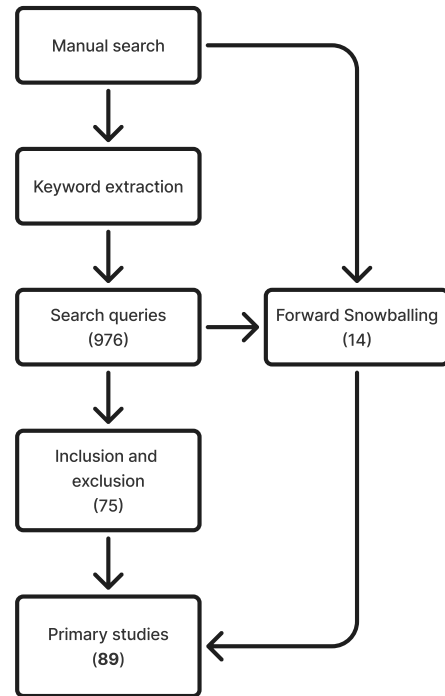 Manual search
Keyword extraction
Search queries
(976)
Forward Snowballing
(14)
Inclusion and
exclusion
(75)
Primary studies
(89)